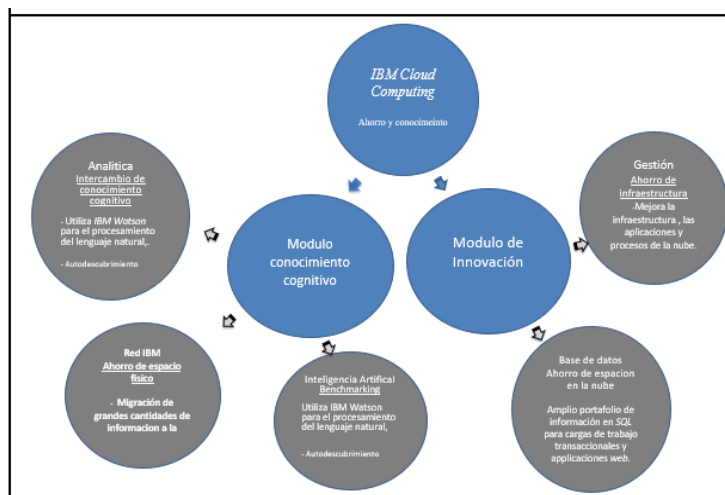 IBM Cloud
Computing
Ahorro y conocimeinto
Analitica
Intercambio de
conocimiento
cognitivo
- Utiliza IBM Watson
para el procesamiento
del lenguaje natural,.
- Autodescubrimiento
Modulo
conocimiento
cognitivo
Modulo de
Innovación
Gestión
Ahorro de
infraestructura
-Mejora la
infraestructura , las
aplicaciones y
procesos de la nube.
Red IBM
Ahorro de espacio
fisico
- Migración de
grandes cantidades de
informacion a la
Inteligencia Artifical
Benchmarking
Utiliza IBM Watson
para el procesamiento
del lenguaje natural,
- Autodescubrimiento
Base de datos
Ahorro de espacion
en la nube
Amplio portafolio de
información en SQL
para cargas de trabajo
transaccionales y
applicaciones web.